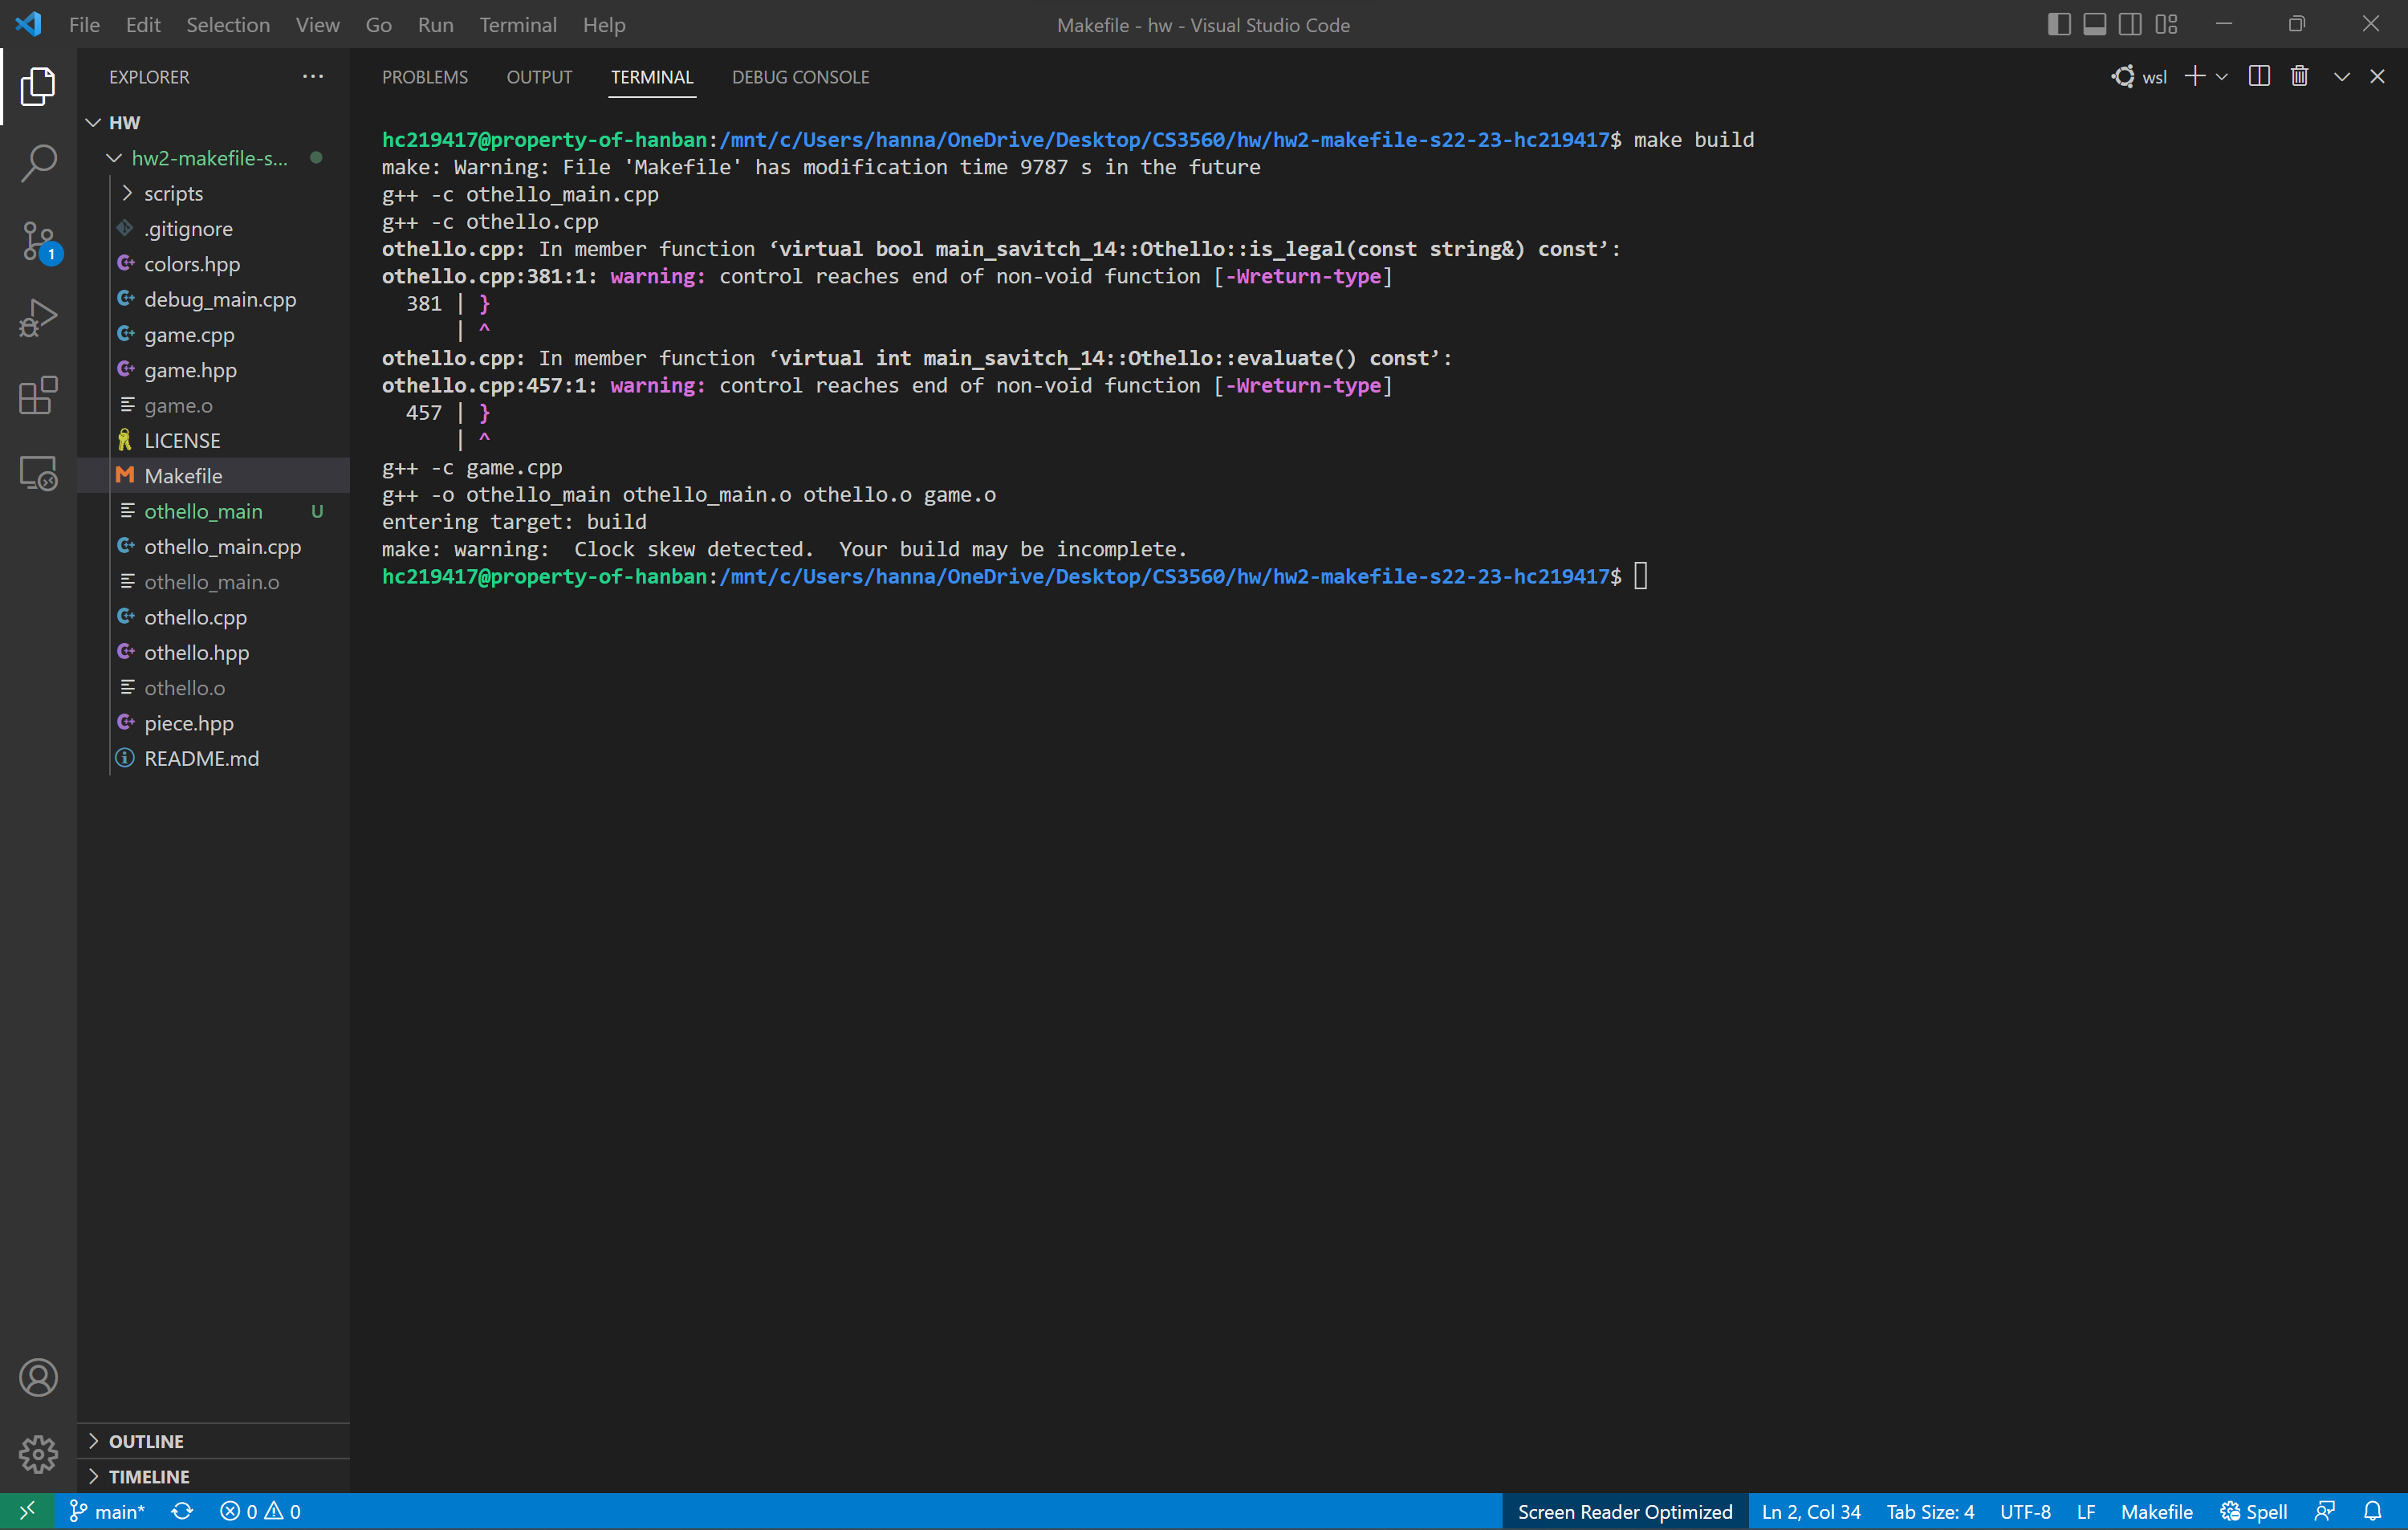 File Edit Selection View Go Run Terminal Help Makefile - hw - Visual Studio Code
EXPLORER
HW
hw2-makefile-s...
scripts
.gitignore
colors.hpp
debug_main.cpp
game.cpp
game.hpp
game.o
LICENSE
Makefile
othello_main U
othello_main.cpp
othello_main.o
othello.cpp
othello.hpp
othello.o
piece.hpp
README.md
OUTLINE
TIMELINE
1
PROBLEMS OUTPUT TERMINAL DEBUG CONSOLE wsl
hc219417@property-of-hanban:/mnt/c/Users/hanna/OneDrive/Desktop/CS3560/hw/hw2-makefile-s22-23-hc219417$ make build
make: Warning: File 'Makefile' has modification time 9787 s in the future
g++ -c othello_main.cpp
g++ -c othello.cpp
othello.cpp: In member function ‘virtual bool main_savitch_14::Othello::is_legal(const string&) const’:
othello.cpp:381:1: warning: control reaches end of non-void function [-Wreturn-type]
381 | }
| ^
othello.cpp: In member function ‘virtual int main_savitch_14::Othello::evaluate() const’:
othello.cpp:457:1: warning: control reaches end of non-void function [-Wreturn-type]
457 | }
| ^
g++ -c game.cpp
g++ -o othello_main othello_main.o othello.o game.o
entering target: build
make: warning:  Clock skew detected.  Your build may be incomplete.
hc219417@property-of-hanban:/mnt/c/Users/hanna/OneDrive/Desktop/CS3560/hw/hw2-makefile-s22-23-hc219417$
main* 0 0 Screen Reader Optimized Ln 2, Col 34 Tab Size: 4 UTF-8 LF Makefile Spell